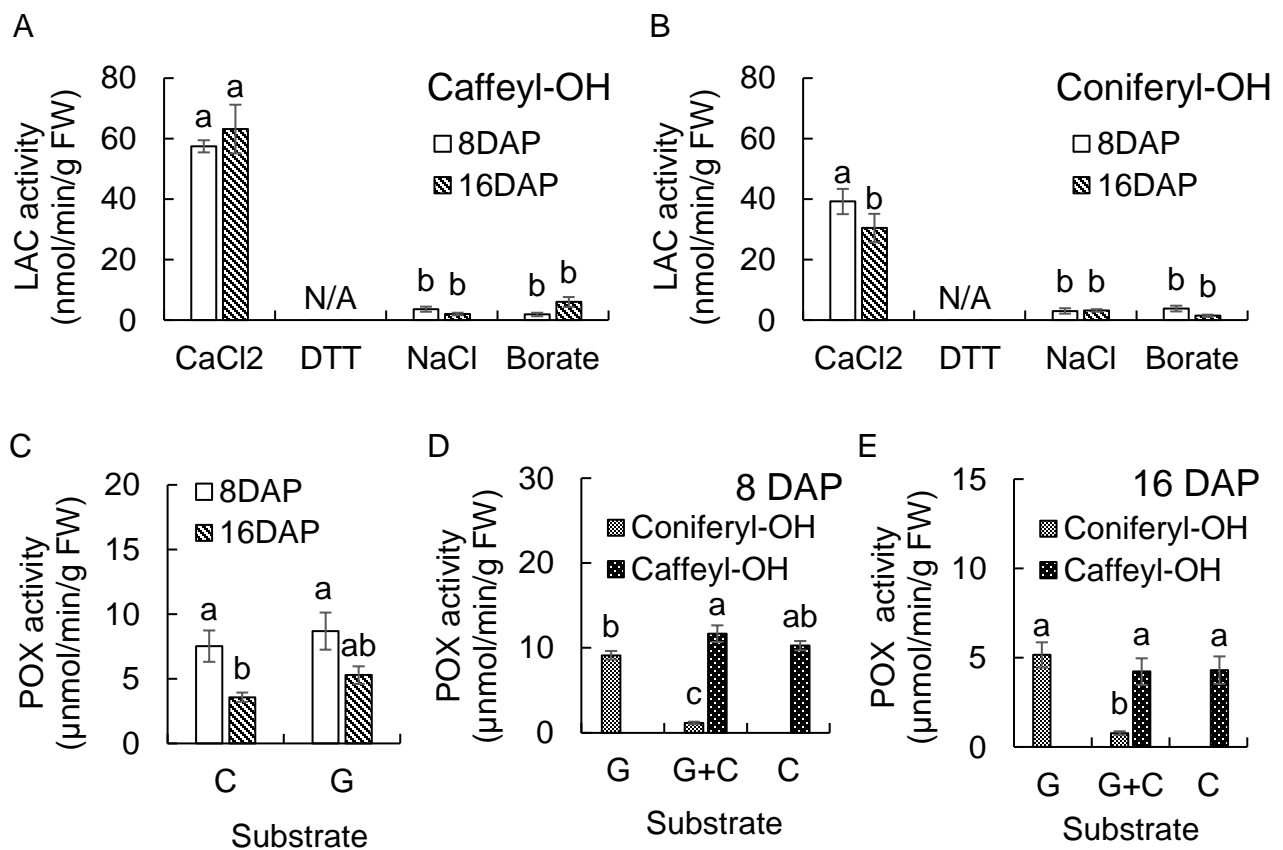 A
LAC activity
(nmol/min/g FW)
80
60
40
20
0
Caffeyl-OH
8DAP
16DAP
a
a
N/A
b
b
b
b
CaCl2
DTT
NaCl
Borate
B
LAC activity
(nmol/min/g FW)
80
60
40
20
0
Coniferyl-OH
8DAP
16DAP
a
b
N/A
b
b
b
b
CaCl2
DTT
NaCl
Borate
C
POX activity
(µnmol/min/g FW)
20
15
10
5
0
8DAP
16DAP
a
b
a
ab
C
G
Substrate
D
POX activity
(µnmol/min/g FW)
30
20
10
0
8 DAP
Coniferyl-OH
Caffeyl-OH
b
c
a
ab
G
G+C
C
Substrate
E
POX activity
(µnmol/min/g FW)
15
10
5
0
16 DAP
Coniferyl-OH
Caffeyl-OH
a
b
a
a
G
G+C
C
Substrate